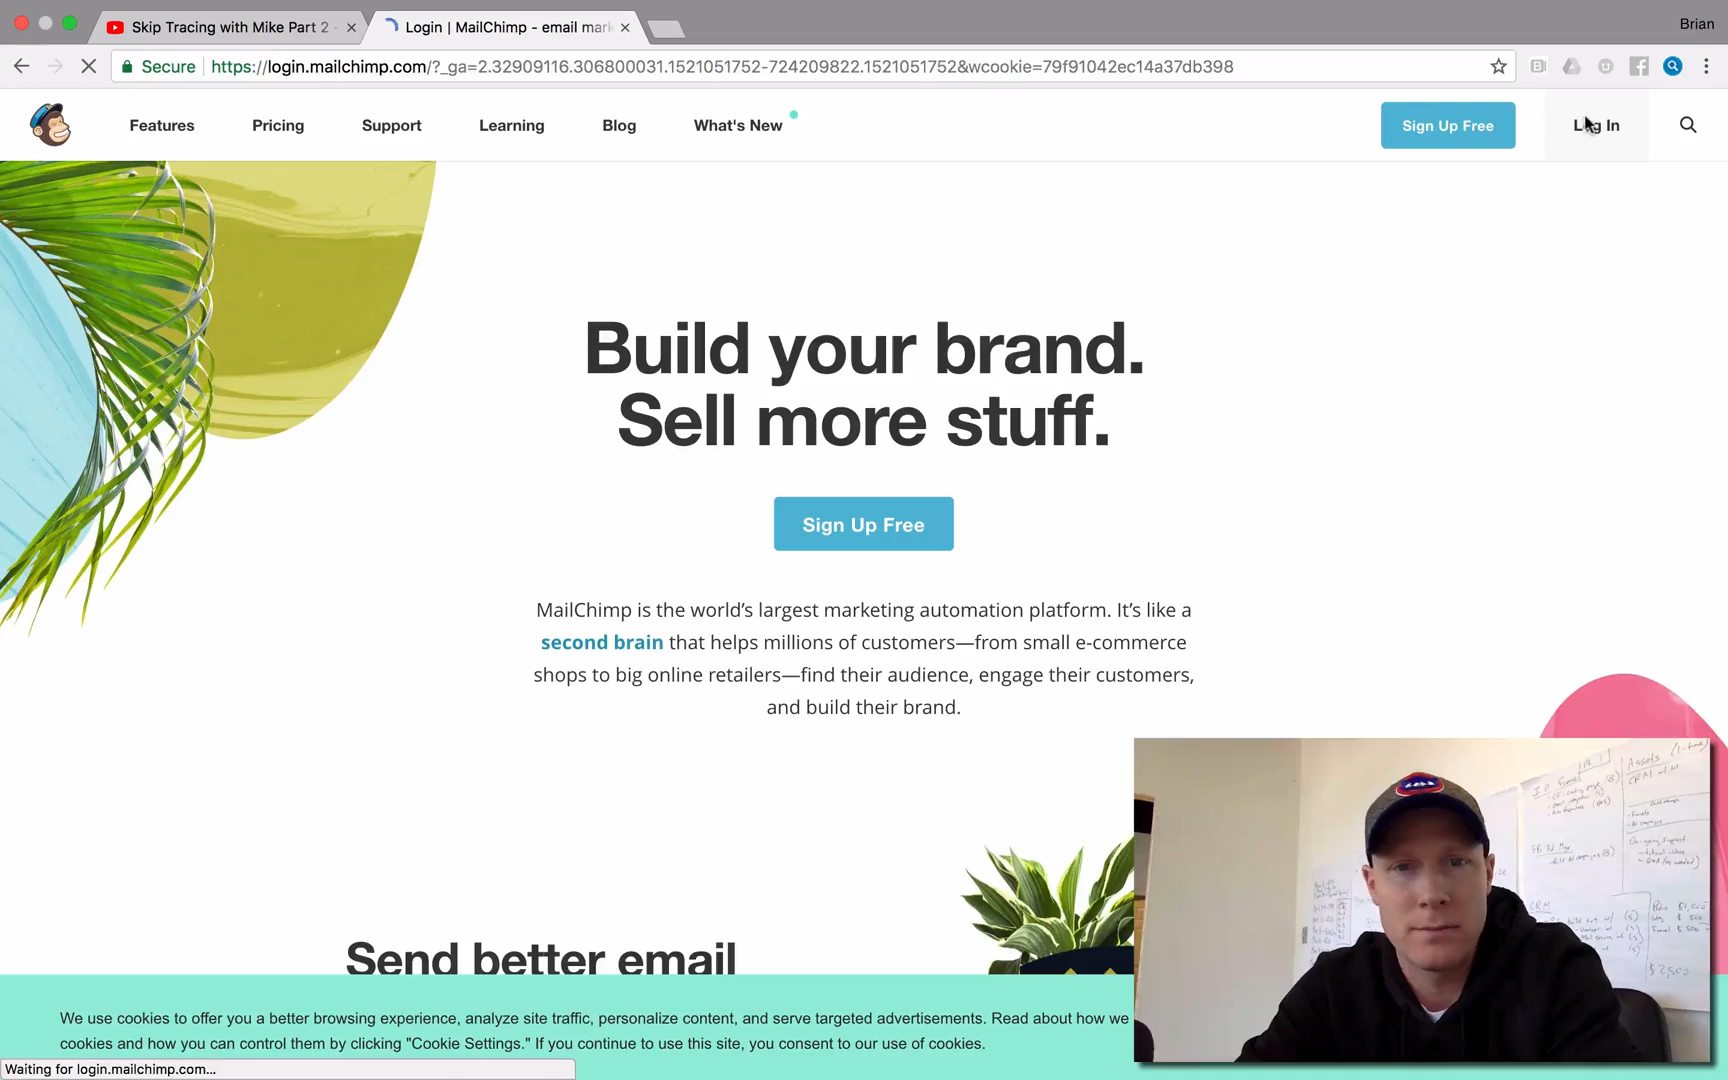 Brian
Skip Tracing with Mike Part 2 -
Login | MailChimp - email mark
Secure
https://login.mailchimp.com/?_ga=2.32909116.306800031.1521051752-724209822.1521051752&wcookie=79f91042ec14a37db398
Features
Pricing
Support
Learning
Blog
What's New
Sign Up Free
Log In
Build your brand.
Sell more stuff.
Sign Up Free
MailChimp is the world’s largest marketing automation platform. It’s like a
second brain that helps millions of customers—from small e-commerce
shops to big online retailers—find their audience, engage their customers,
and build their brand.
Send better email
We use cookies to offer you a better browsing experience, analyze site traffic, personalize content, and serve targeted advertisements. Read about how we
cookies and how you can control them by clicking "Cookie Settings." If you continue to use this site, you consent to our use of cookies.
Waiting for login.mailchimp.com...
Assets
CRM
$2,500